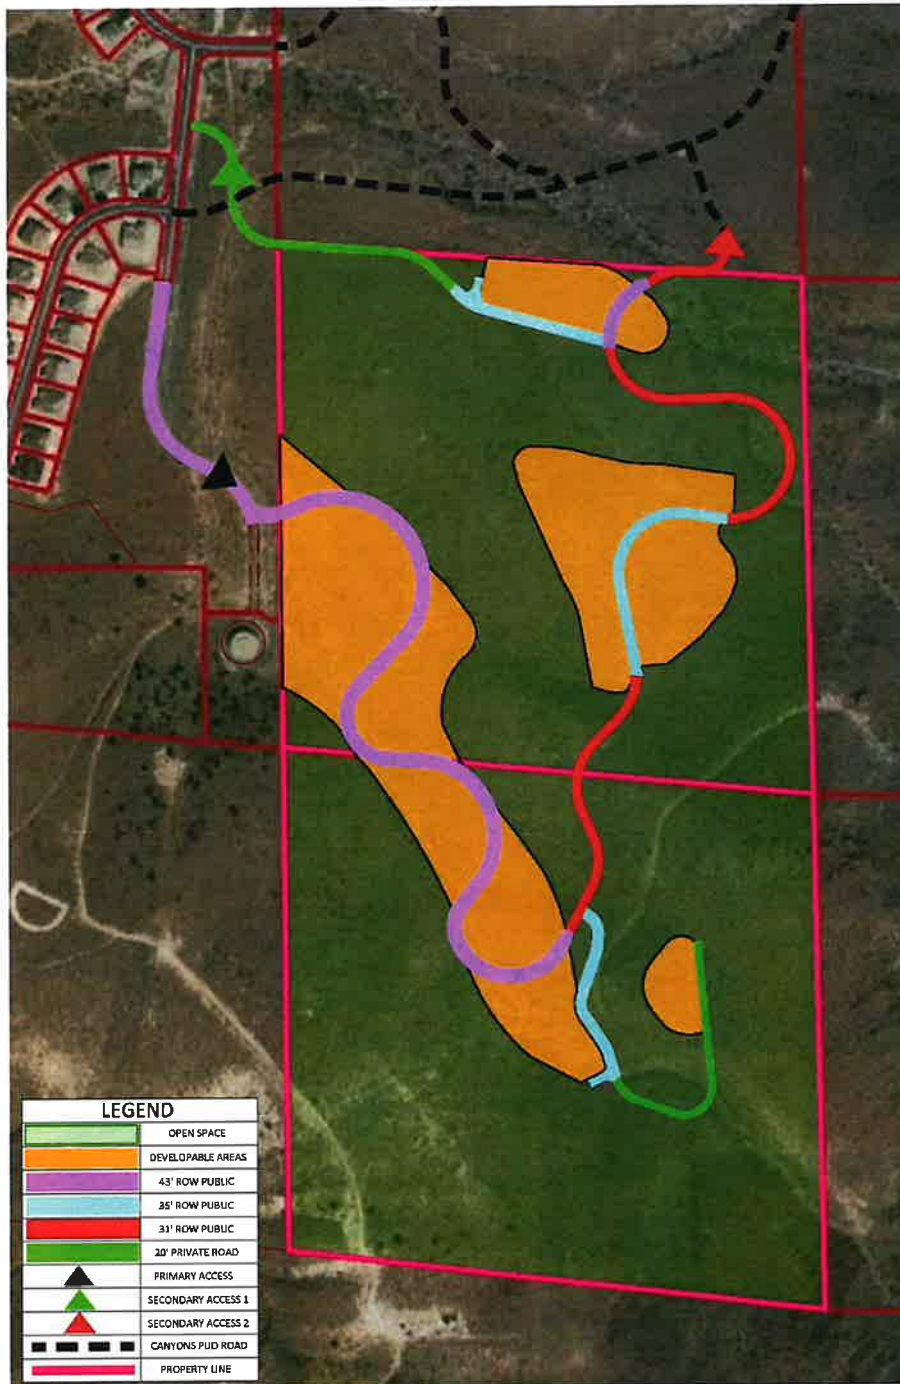 LEGEND
OPEN SPACE
DEVELOPABLE AREAS
43' ROW PUBLIC
35' ROW PUBLIC
31' ROW PUBLIC
20' PRIVATE ROAD
PRIMARY ACCESS
SECONDARY ACCESS 1
SECONDARY ACCESS 2
CANYONS PUD ROAD
PROPERTY LINE